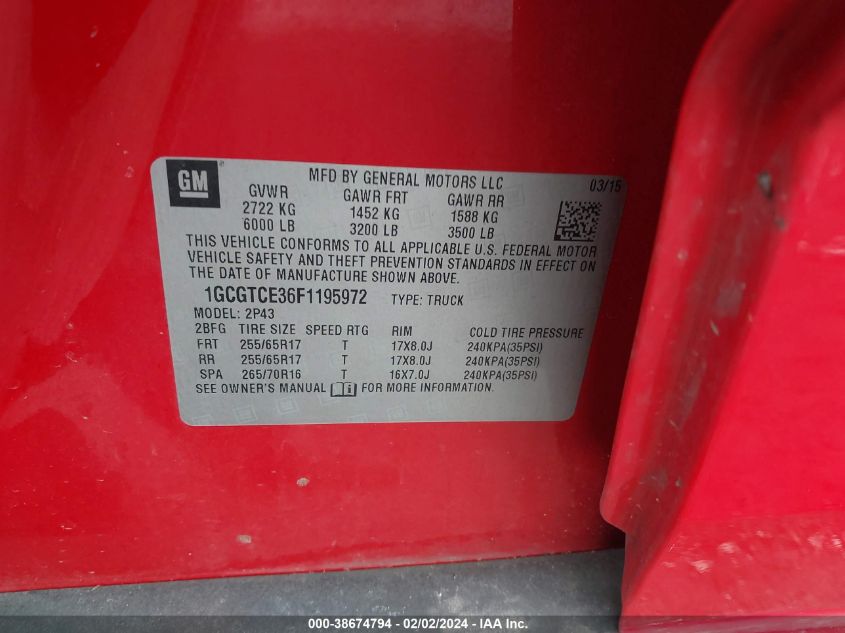 GM
MFD BY GENERAL MOTORS LLC 03/15
GVWR GAWR FRT GAWR RR
2722 KG 1452 KG 1588 KG
6000 LB 3200 LB 3500 LB
THIS VEHICLE CONFORMS TO ALL APPLICABLE U.S. FEDERAL MOTOR
VEHICLE SAFETY AND THEFT PREVENTION STANDARDS IN EFFECT ON
THE DATE OF MANUFACTURE SHOWN ABOVE.
1GCGTCE36F1195972 TYPE: TRUCK
MODEL: 2P43
2BFG TIRE SIZE SPEED RTG RIM COLD TIRE PRESSURE
FRT 255/65R17 T 17X8.0J 240KPA(35PSI)
RR 255/65R17 T 17X8.0J 240KPA(35PSI)
SPA 265/70R16 T 16X7.0J 240KPA(35PSI)
SEE OWNER'S MANUAL FOR MORE INFORMATION.
000-38674794 - 02/02/2024 - IAA Inc.